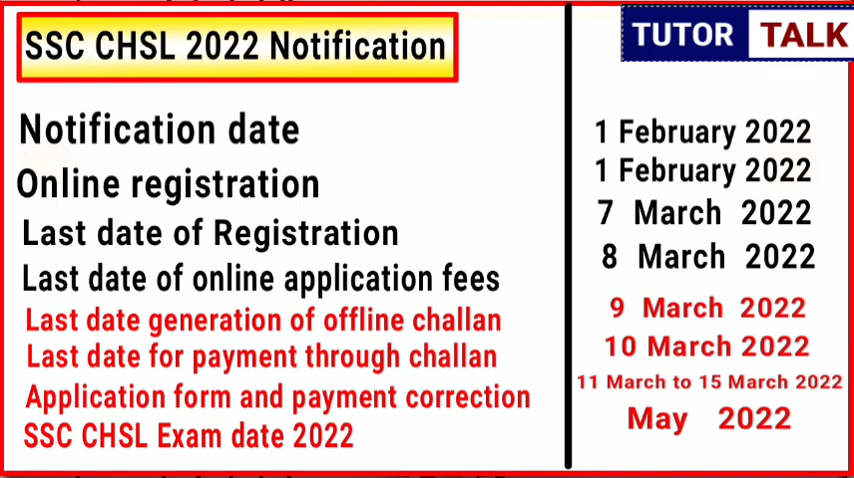 SSC CHSL 2022 Notification
TUTOR TALK
Notification date 1 February 2022
Online registration 1 February 2022
Last date of Registration 7 March 2022
Last date of online application fees 8 March 2022
Last date generation of offline challan 9 March 2022
Last date for payment through challan 10 March 2022
Application form and payment correction 11 March to 15 March 2022
SSC CHSL Exam date 2022 May 2022